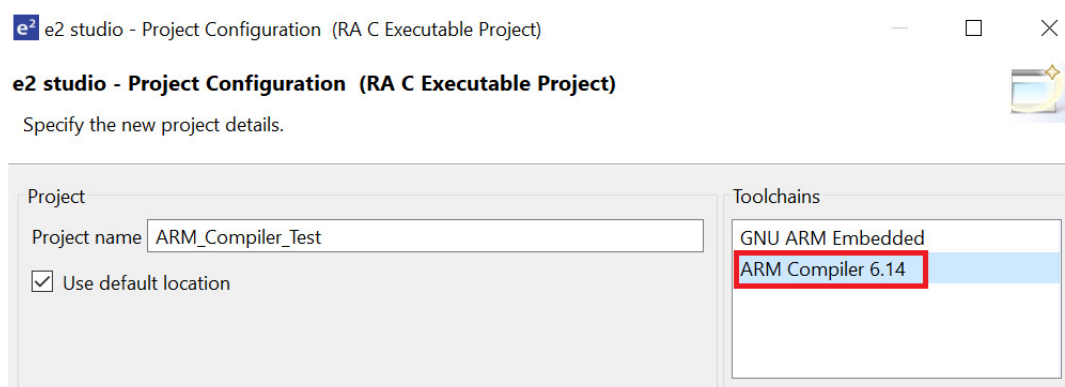 e2 e2 studio - Project Configuration (RA C Executable Project)
e2 studio - Project Configuration (RA C Executable Project)
Specify the new project details.
Project
Project name ARM_Compiler_Test
Use default location
Toolchains
GNU ARM Embedded
ARM Compiler 6.14